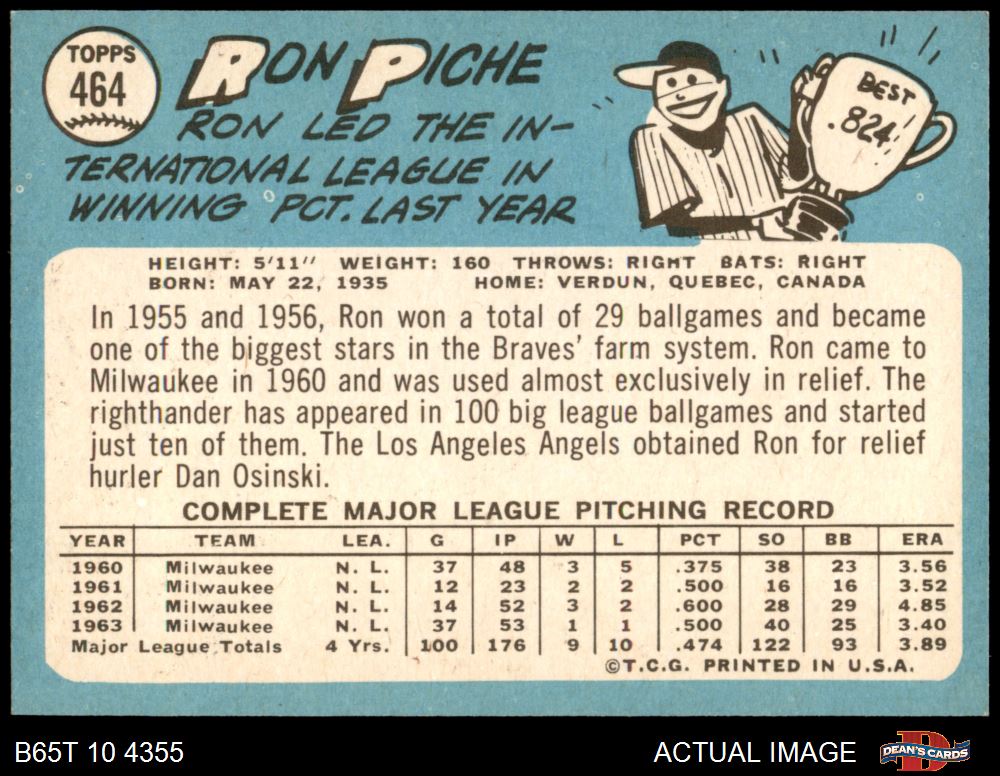 TOPPS
464
RON PICHE
RON LED THE IN-
TERNATIONAL LEAGUE IN
WINNING PCT. LAST YEAR
BEST
.824
HEIGHT: 5'11" WEIGHT: 160 THROWS: RIGHT BATS: RIGHT
BORN: MAY 22, 1935 HOME: VERDUN, QUEBEC, CANADA
In 1955 and 1956, Ron won a total of 29 ballgames and became
one of the biggest stars in the Braves' farm system. Ron came to
Milwaukee in 1960 and was used almost exclusively in relief. The
righthander has appeared in 100 big league ballgames and started
just ten of them. The Los Angeles Angels obtained Ron for relief
hurler Dan Osinski.
COMPLETE MAJOR LEAGUE PITCHING RECORD
YEAR TEAM LEA. G IP W L PCT SO BB ERA
1960 Milwaukee N. L. 37 48 3 5 .375 38 23 3.56
1961 Milwaukee N. L. 12 23 2 2 .500 16 16 3.52
1962 Milwaukee N. L. 14 52 3 2 .600 28 29 4.85
1963 Milwaukee N. L. 37 53 1 1 .500 40 25 3.40
Major League Totals 4 Yrs. 100 176 9 10 .474 122 93 3.89
©T.C.G. PRINTED IN U.S.A.
B65T 10 4355 ACTUAL IMAGE D DEAN'S CARDS